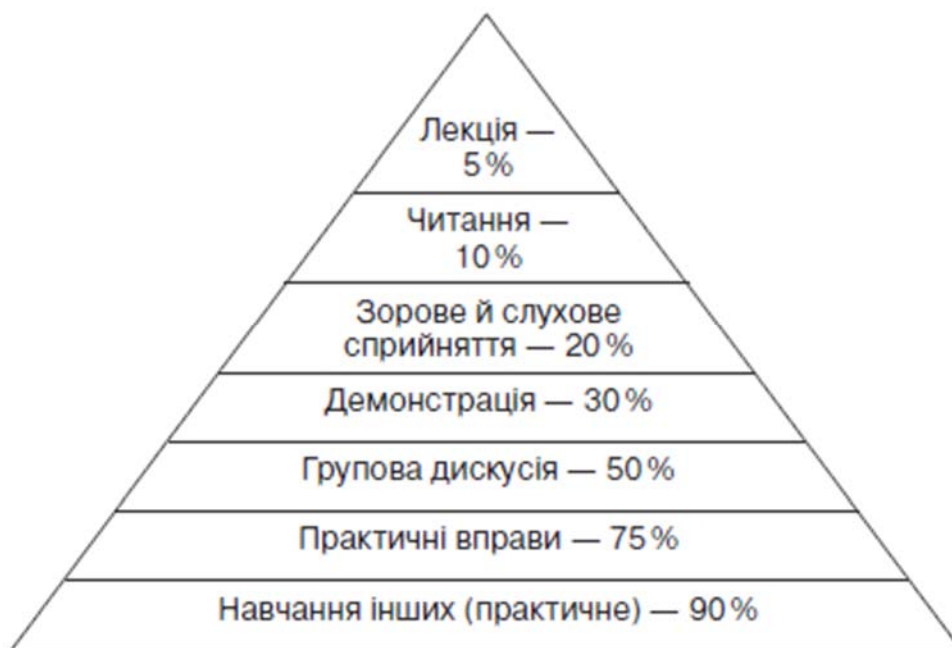 Лекція —
5 %
Читання —
10 %
Зорове й слухове
сприйняття — 20 %
Демонстрація — 30 %
Групова дискусія — 50 %
Практичні вправи — 75 %
Навчання інших (практичне) — 90 %